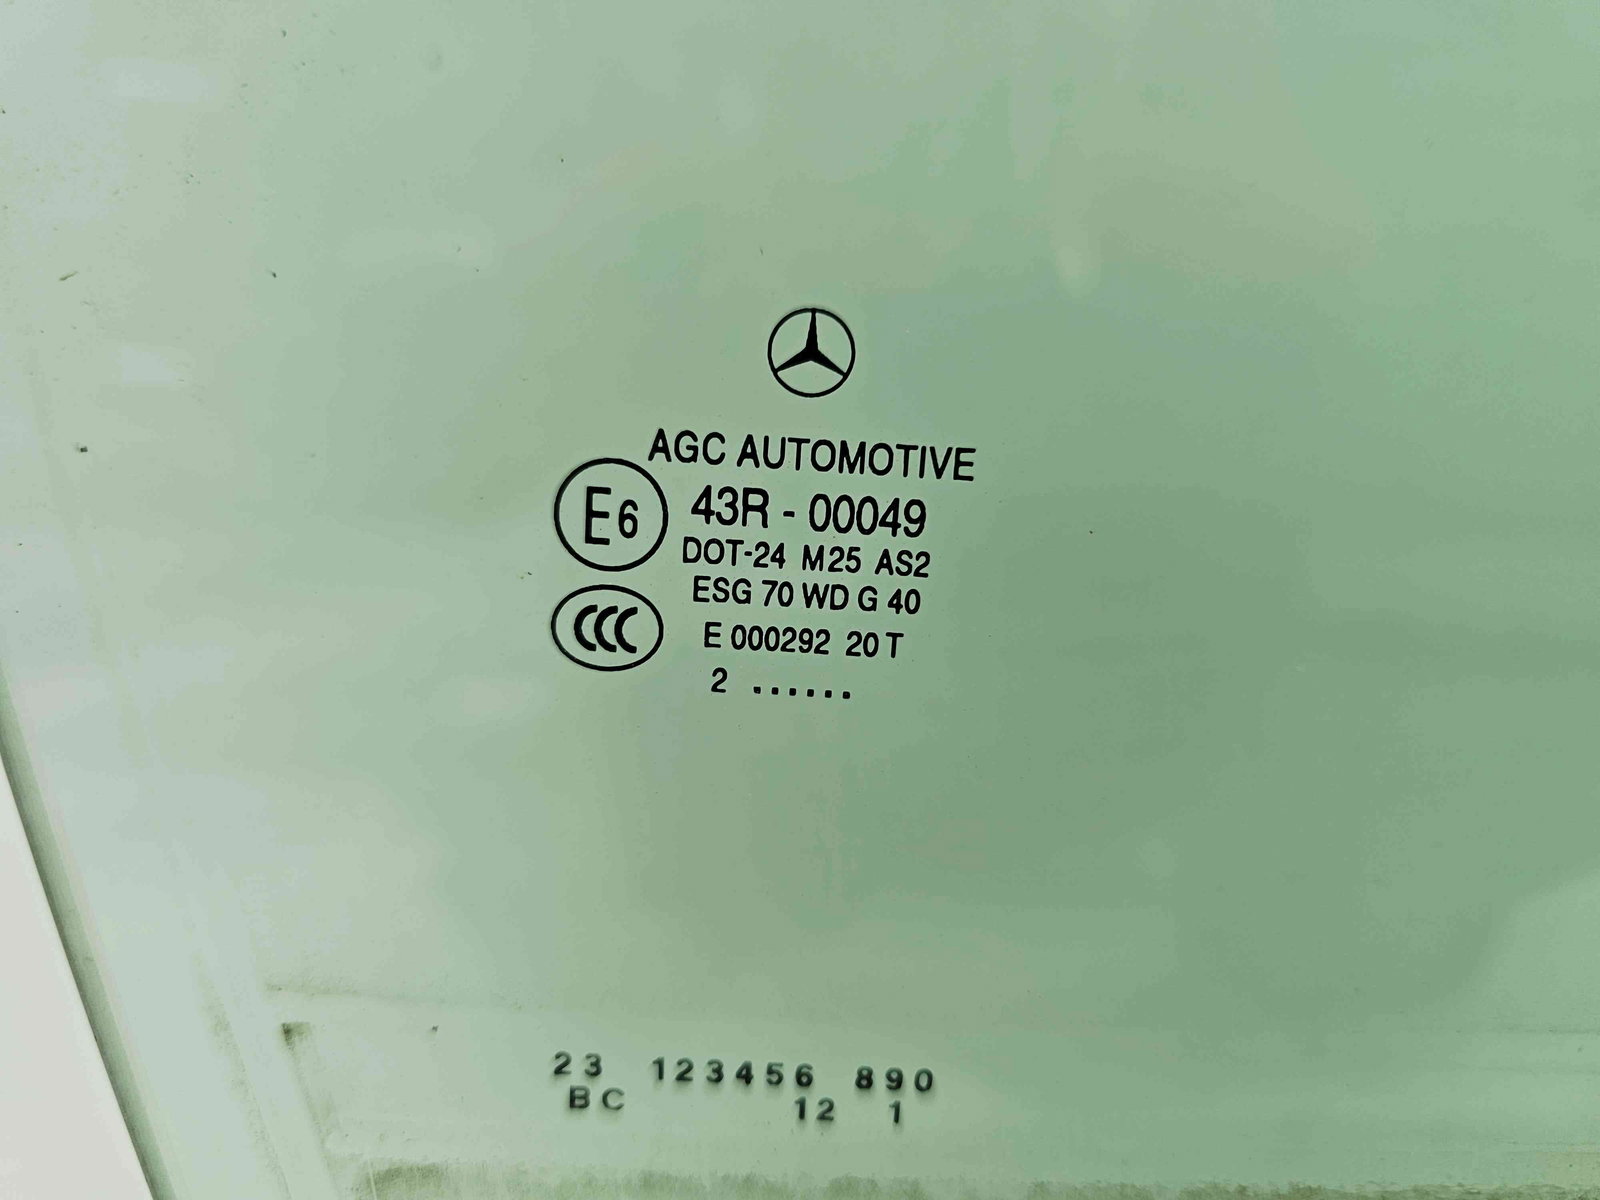 AGC AUTOMOTIVE
E6
43R - 00049
DOT-24 M25 AS2
ESG 70 WD G 40
CCC
E 000292 20 T
2 ......
23 123456 890
BC 12 1